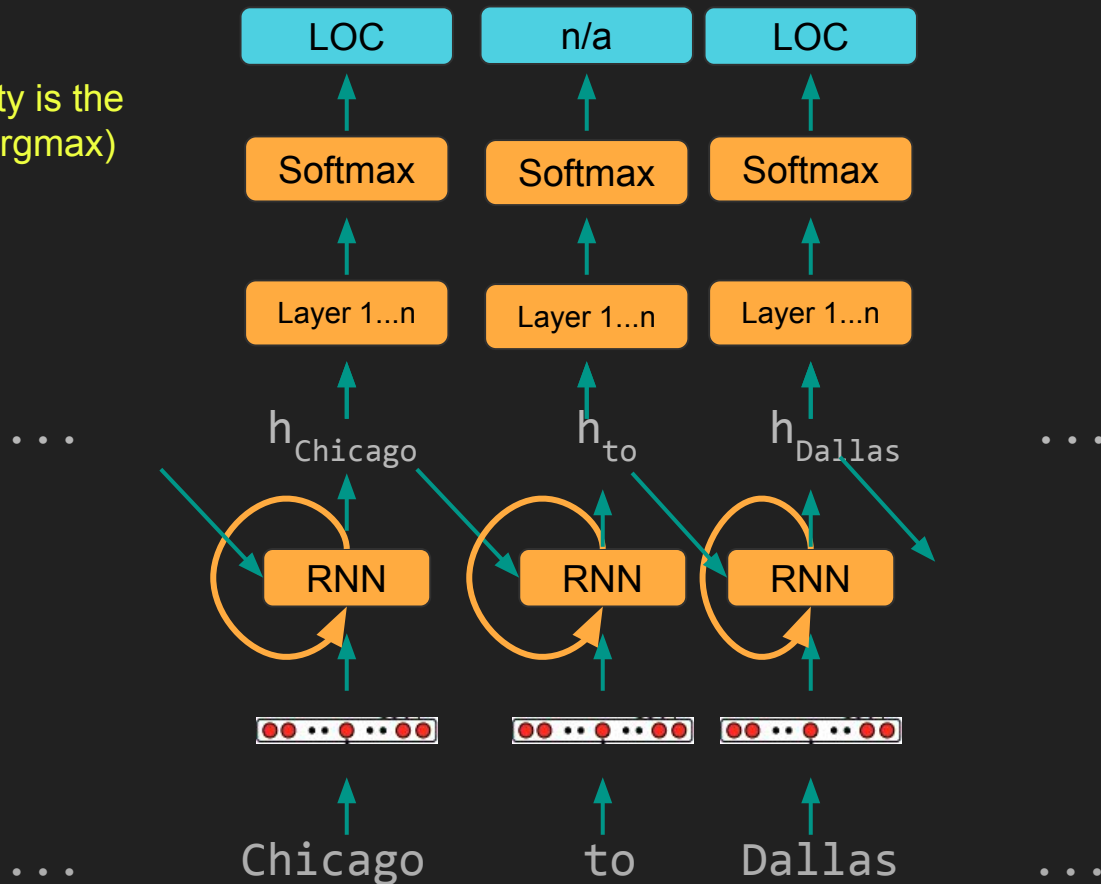 LOC n/a LOC
ty is the
rgmax)
Softmax Softmax Softmax
Layer 1...n Layer 1...n Layer 1...n
... hChicago hto hDallas ...
RNN RNN RNN
... Chicago to Dallas ...